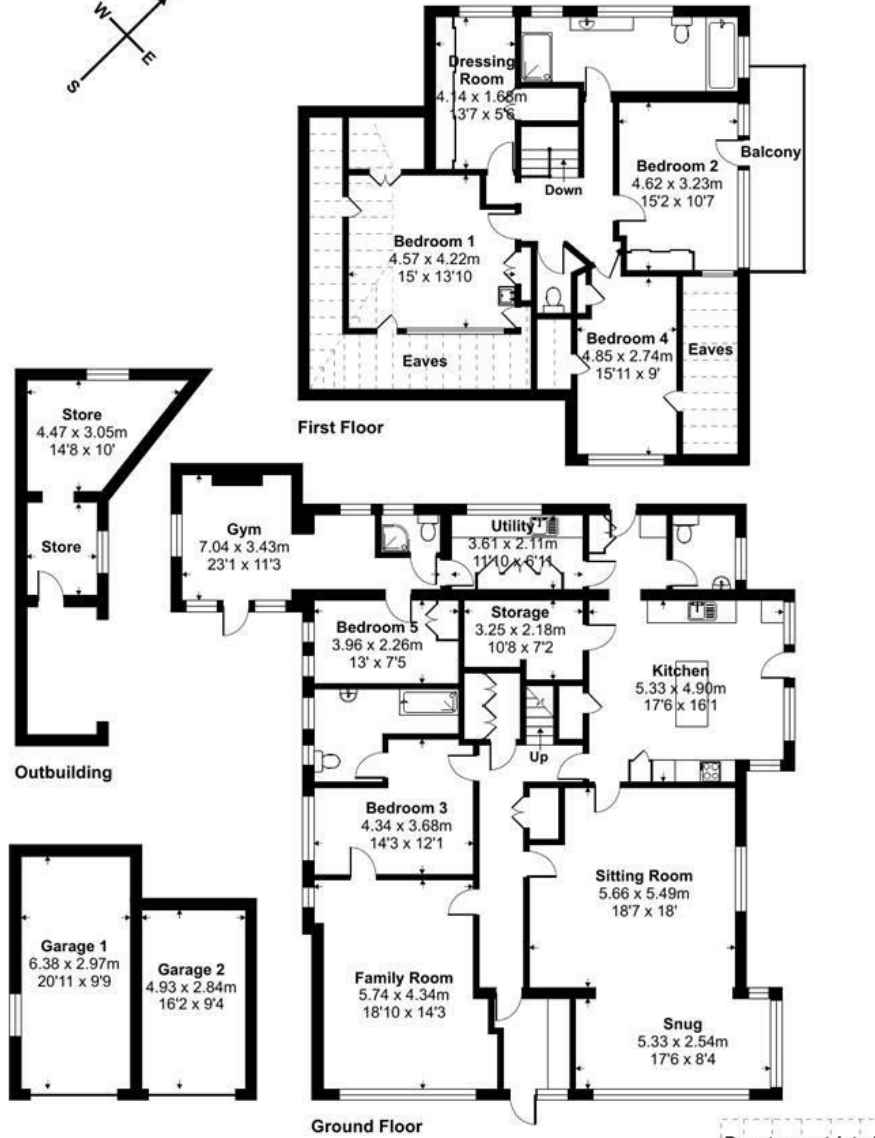 W
E
S
Dressing
Room
4.14 x 1.68m
13'7 x 5'6
Bedroom 2
4.62 x 3.23m
15'2 x 10'7
Balcony
Down
Bedroom 1
4.57 x 4.22m
15' x 13'10
Bedroom 4
4.85 x 2.74m
15'11 x 9'
Eaves
Eaves
First Floor
Store
4.47 x 3.05m
14'8 x 10'
Store
Outbuilding
Gym
7.04 x 3.43m
23'1 x 11'3
Utility
3.61 x 2.11m
11'10 x 6'11
Bedroom 5
3.96 x 2.26m
13' x 7'5
Storage
3.25 x 2.18m
10'8 x 7'2
Kitchen
5.33 x 4.90m
17'6 x 16'1
Up
Bedroom 3
4.34 x 3.68m
14'3 x 12'1
Sitting Room
5.66 x 5.49m
18'7 x 18'
Family Room
5.74 x 4.34m
18'10 x 14'3
Snug
5.33 x 2.54m
17'6 x 8'4
Garage 1
6.38 x 2.97m
20'11 x 9'9
Garage 2
4.93 x 2.84m
16'2 x 9'4
Ground Floor